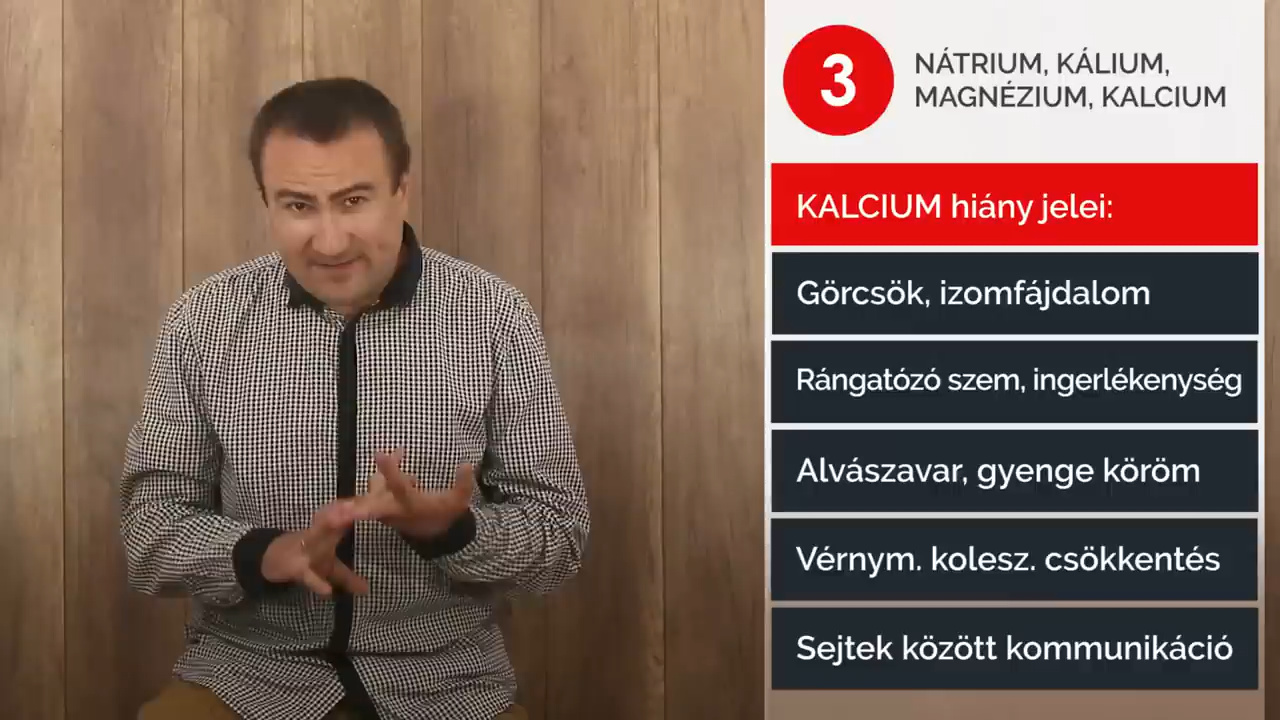 3
NÁTRIUM, KÁLIUM,
MAGNÉZIUM, KALCIUM
KALCIUM hiány jelei:
Görcsök, izomfájdalom
Rángatózó szem, ingerlékenység
Alvászavar, gyenge köröm
Vérnym. kolesz. csökkentés
Sejtek között kommunikáció